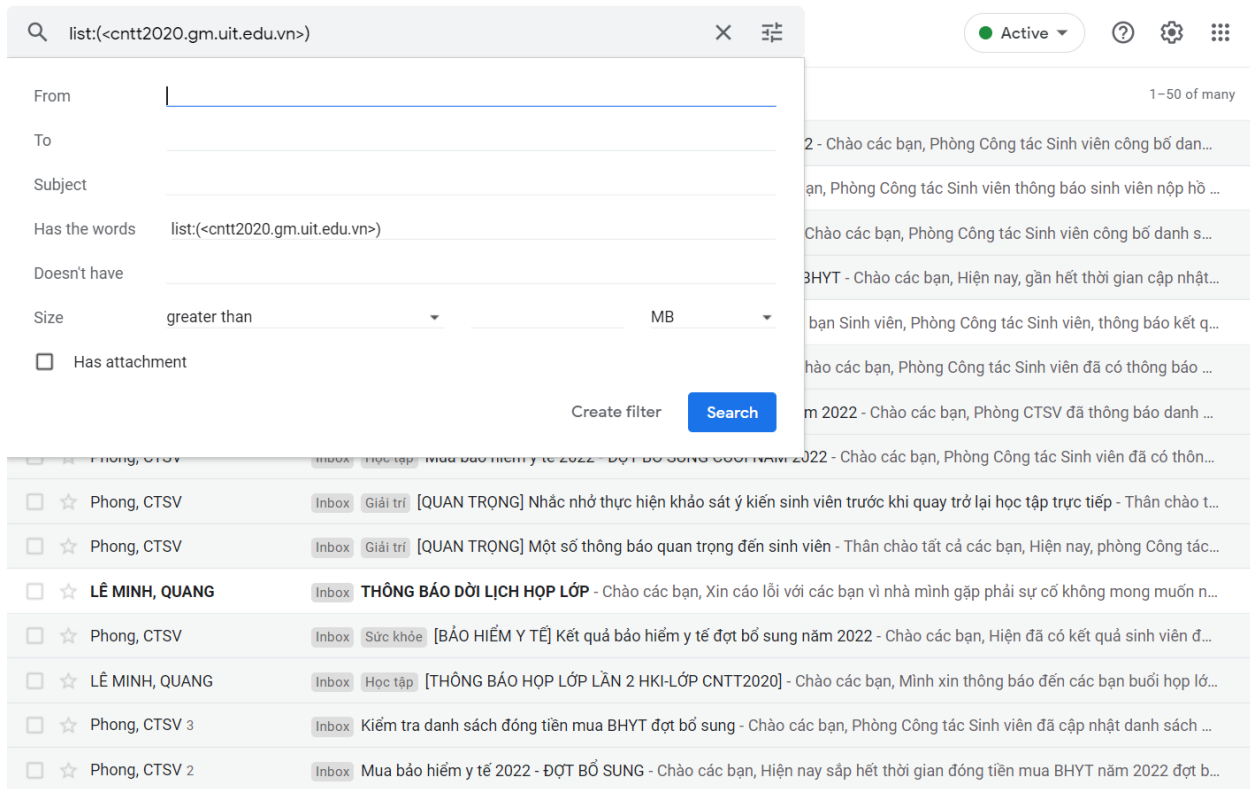 list:(<cntt2020.gm.uit.edu.vn>)
Active
From
1–50 of many
To
2 - Chào các bạn, Phòng Công tác Sinh viên công bố dan...
Subject
ạn, Phòng Công tác Sinh viên thông báo sinh viên nộp hồ ...
Has the words list:(<cntt2020.gm.uit.edu.vn>)
Chào các bạn, Phòng Công tác Sinh viên công bố danh s...
Doesn't have
BHYT - Chào các bạn, Hiện nay, gần hết thời gian cập nhật...
Size greater than MB
bạn Sinh viên, Phòng Công tác Sinh viên, thông báo kết q...
Has attachment
hào các bạn, Phòng Công tác Sinh viên đã có thông báo ...
Create filter Search
m 2022 - Chào các bạn, Phòng CTSV đã thông báo danh ...
Phong, CTSV Inbox Học tập Mua bảo hiểm y tế 2022 - ĐỢT BỔ SUNG CUỐI NĂM 2022 - Chào các bạn, Phòng Công tác Sinh viên đã có thôn...
Phong, CTSV Inbox Giải trí [QUAN TRỌNG] Nhắc nhở thực hiện khảo sát ý kiến sinh viên trước khi quay trở lại học tập trực tiếp - Thân chào t...
Phong, CTSV Inbox Giải trí [QUAN TRỌNG] Một số thông báo quan trọng đến sinh viên - Thân chào tất cả các bạn, Hiện nay, phòng Công tác...
LÊ MINH, QUANG Inbox THÔNG BÁO DỜI LỊCH HỌP LỚP - Chào các bạn, Xin cáo lỗi với các bạn vì nhà mình gặp phải sự cố không mong muốn n...
Phong, CTSV Inbox Sức khỏe [BẢO HIỂM Y TẾ] Kết quả bảo hiểm y tế đợt bổ sung năm 2022 - Chào các bạn, Hiện đã có kết quả sinh viên đ...
LÊ MINH, QUANG Inbox Học tập [THÔNG BÁO HỌP LỚP LẦN 2 HKI-LỚP CNTT2020] - Chào các bạn, Mình xin thông báo đến các bạn buổi họp lớ...
Phong, CTSV 3 Inbox Kiểm tra danh sách đóng tiền mua BHYT đợt bổ sung - Chào các bạn, Phòng Công tác Sinh viên đã cập nhật danh sách ...
Phong, CTSV 2 Inbox Mua bảo hiểm y tế 2022 - ĐỢT BỔ SUNG - Chào các bạn, Hiện nay sắp hết thời gian đóng tiền mua BHYT năm 2022 đợt b...